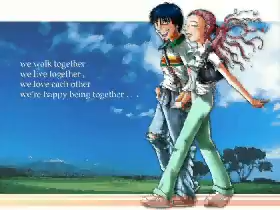 we walk together
we live together .
we love each other
we're happy being together . . .